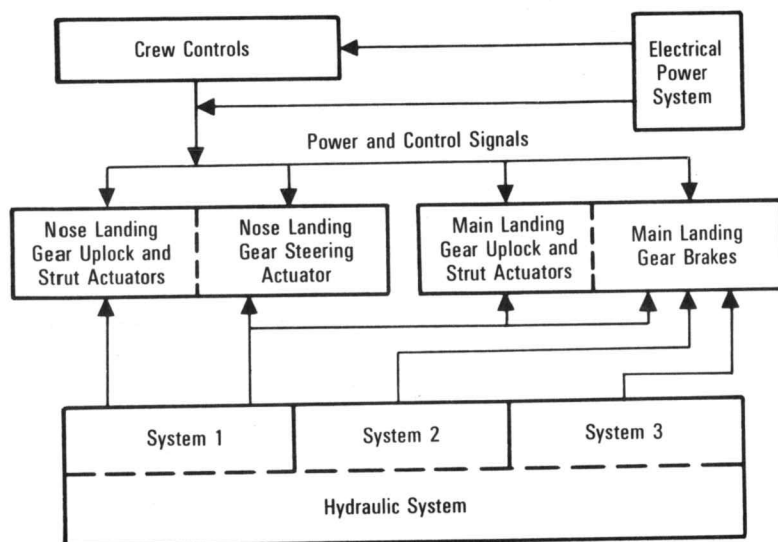 Crew Controls
Electrical
Power
System
Power and Control Signals
Nose Landing
Gear Uplock and
Strut Actuators
Nose Landing
Gear Steering
Actuator
Main Landing
Gear Uplock and
Strut Actuators
Main Landing
Gear Brakes
System 1
System 2
System 3
Hydraulic System